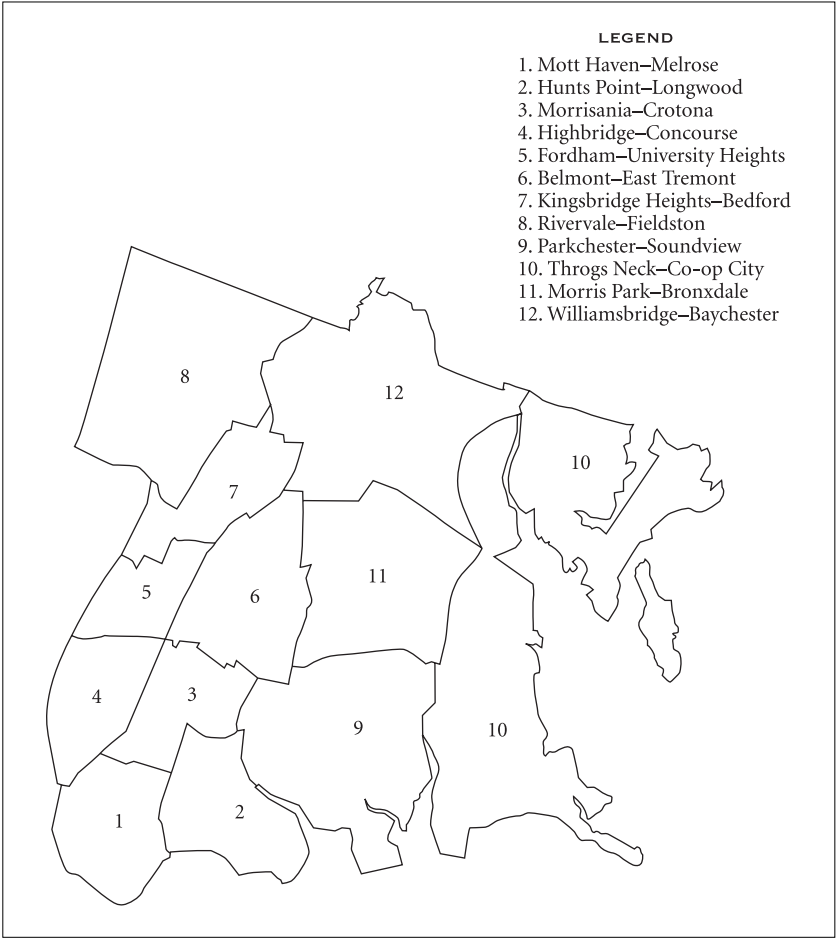 LEGEND
1. Mott Haven–Melrose
2. Hunts Point–Longwood
3. Morrisania–Crotona
4. Highbridge–Concourse
5. Fordham–University Heights
6. Belmont–East Tremont
7. Kingsbridge Heights–Bedford
8. Rivervale–Fieldston
9. Parkchester–Soundview
10. Throgs Neck–Co-op City
11. Morris Park–Bronxdale
12. Williamsbridge–Baychester
8
12
10
7
11
5
6
4
3
9
10
1
2